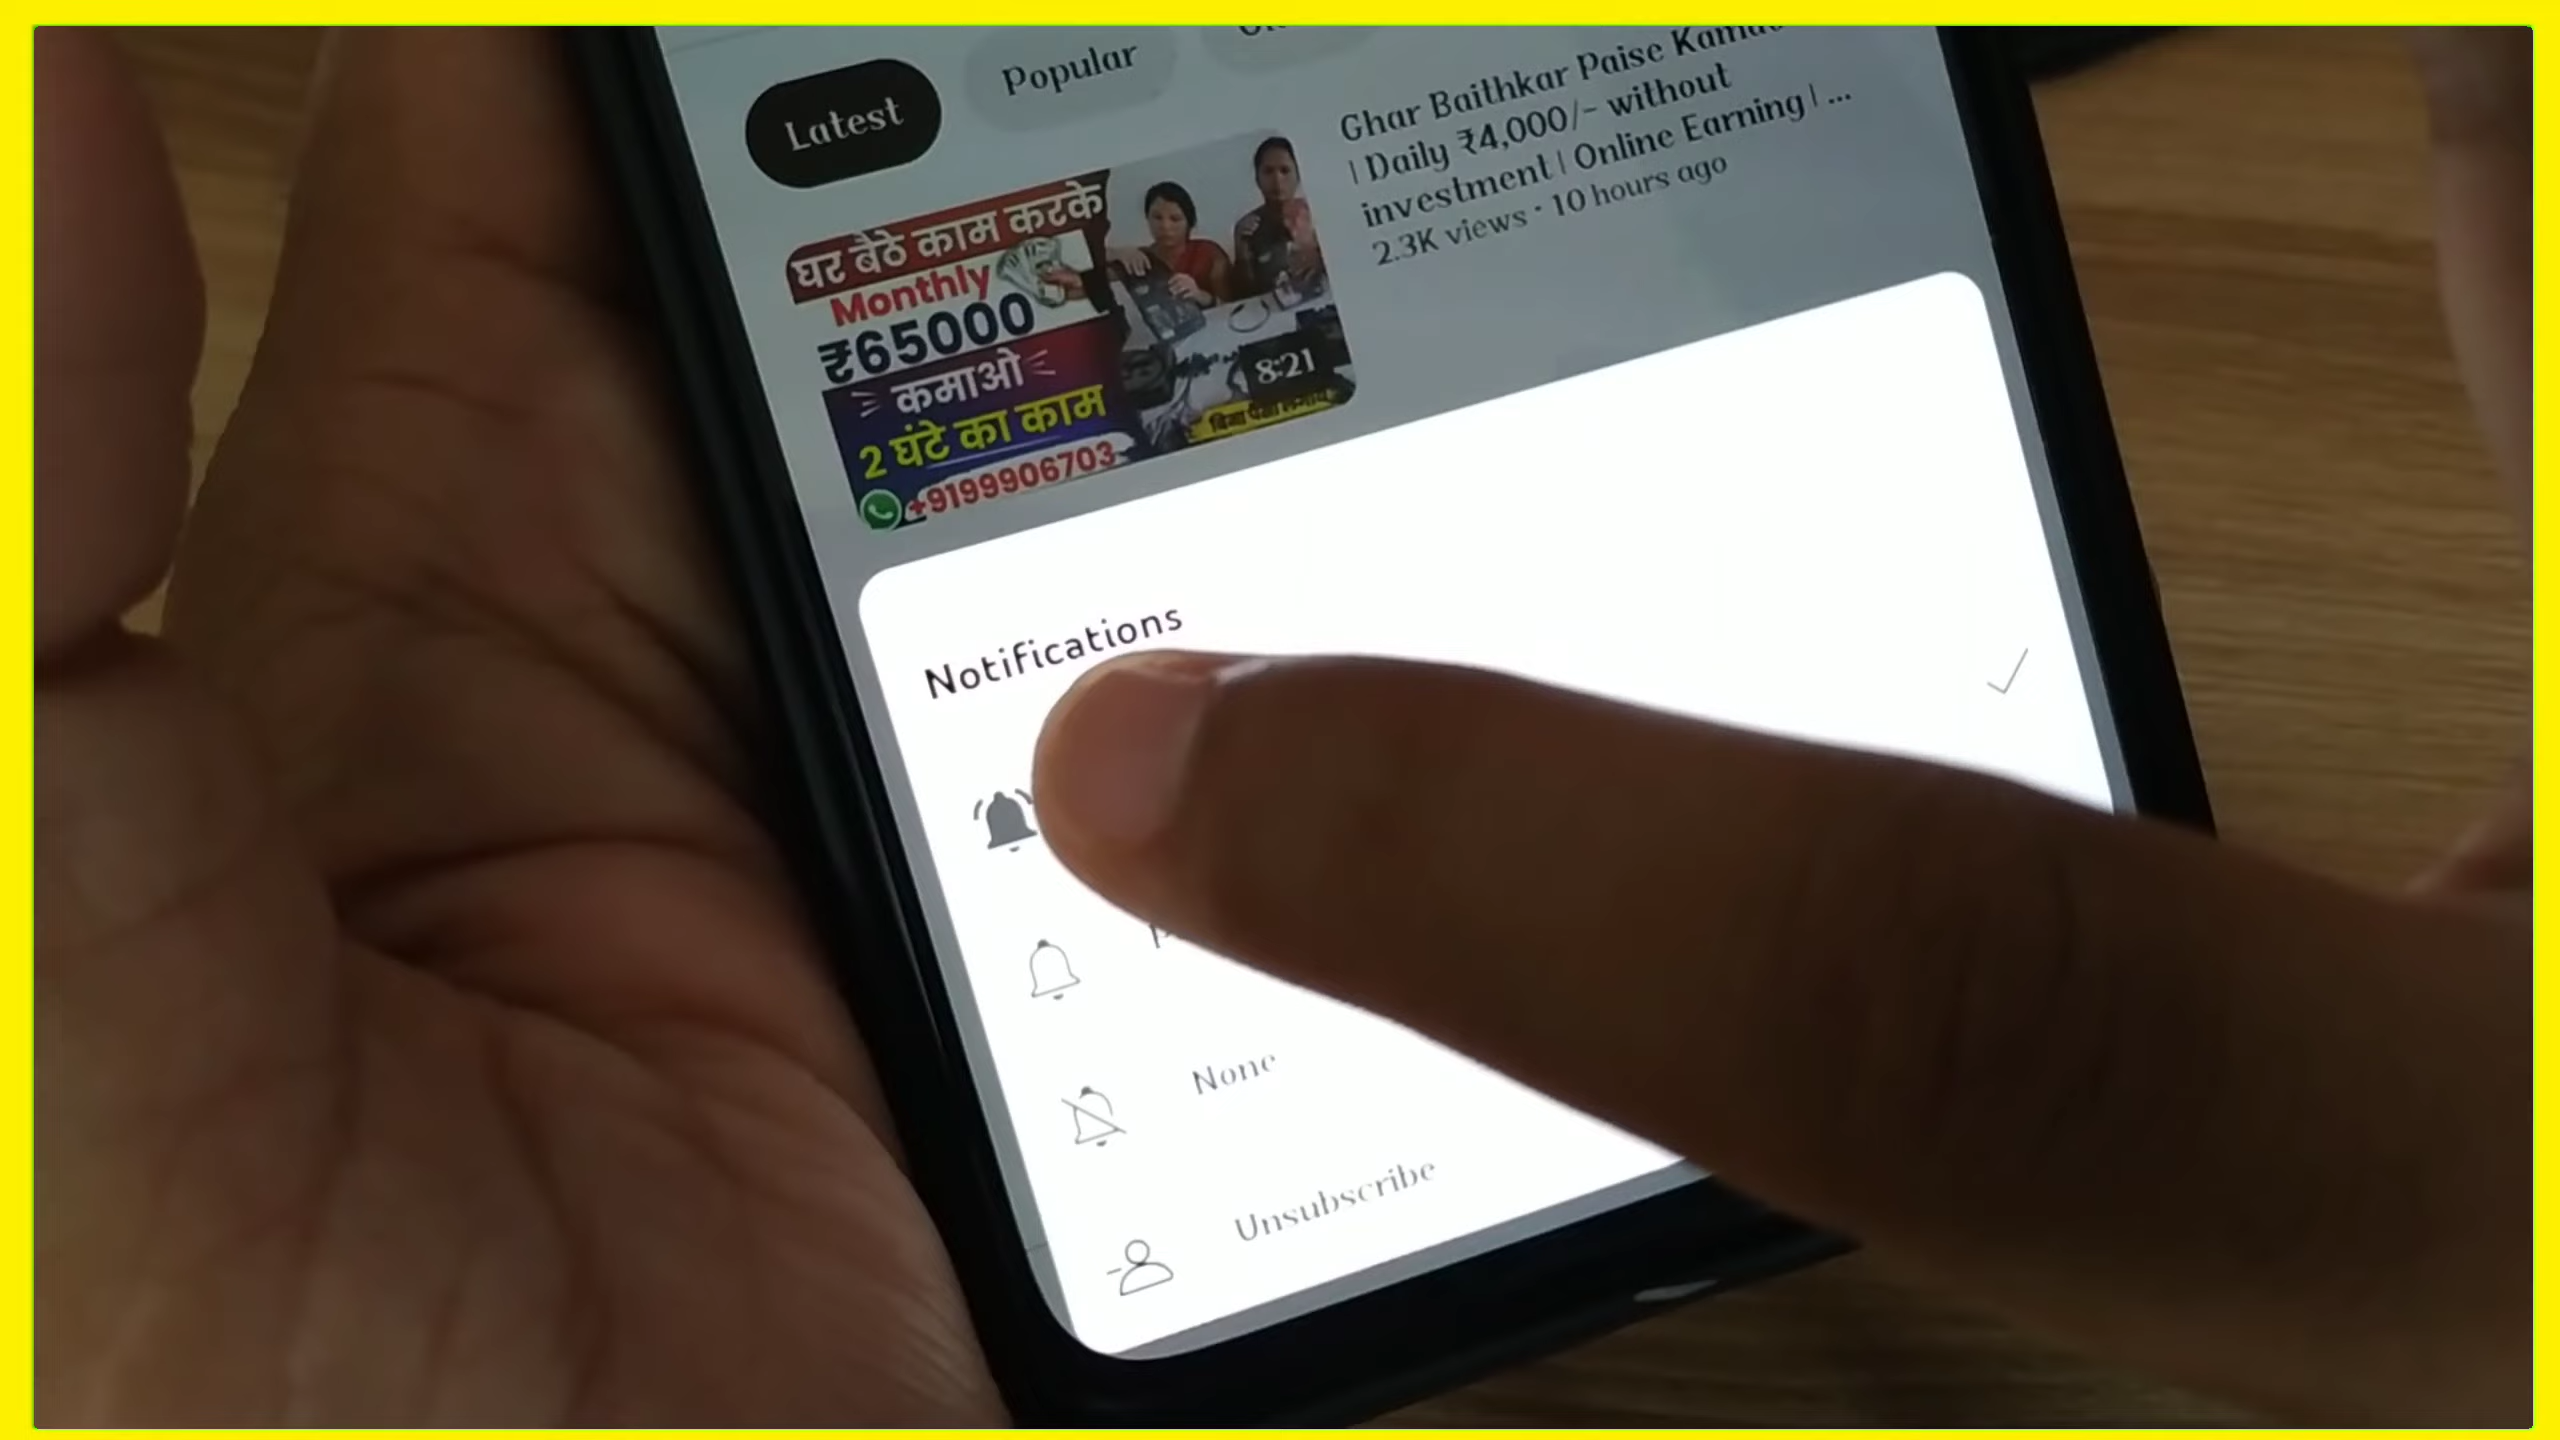 Latest
Popular
Ghar Baithkar Paise
| Daily ₹4,000/- without
investment | Online Earning | ...
2.3K views · 10 hours ago
घर बैठे काम करके
Monthly
₹65000
कमाओ
2 घंटे का काम
+9199906703
8:21
Notifications
None
Unsubscribe